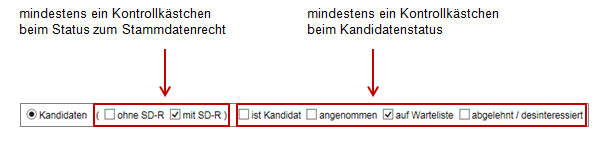 mindestens ein Kontrollkästchen
beim Status zum Stammdatenrecht
mindestens ein Kontrollkästchen
beim Kandidatenstatus
Kandidaten ( ohne SD-R mit SD-R ) ist Kandidat angenommen auf Warteliste abgelehnt / desinteressiert